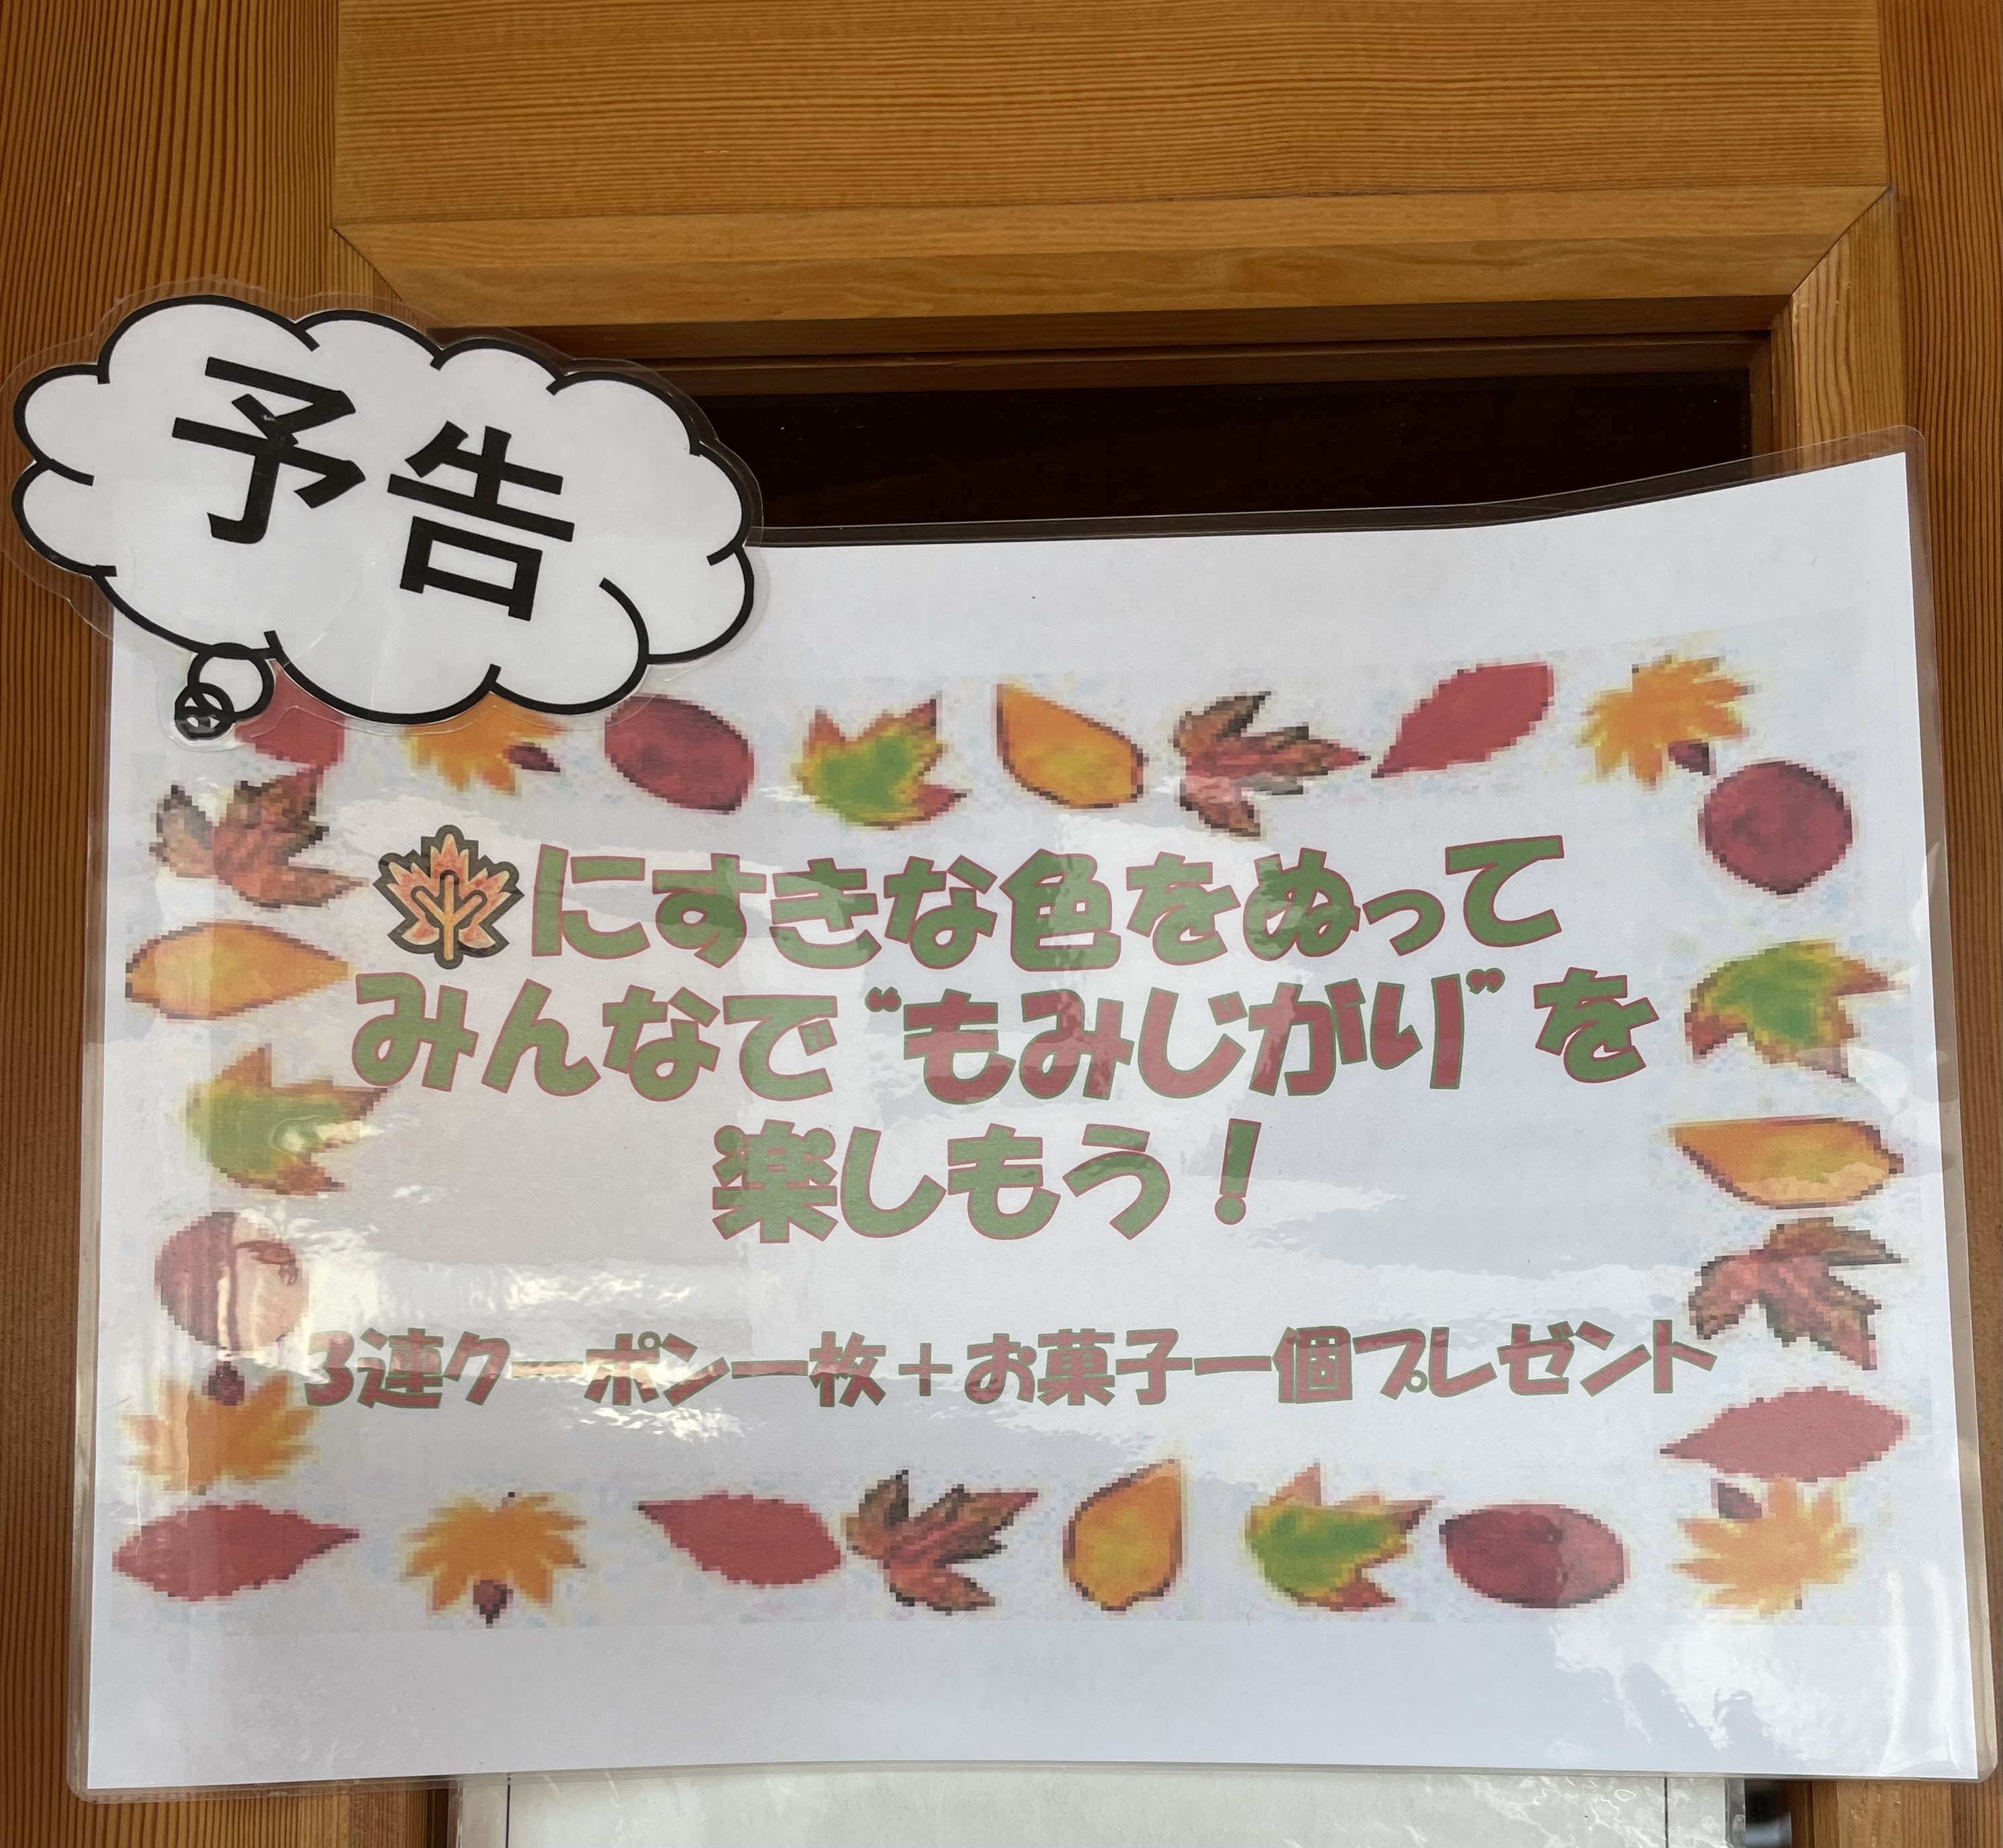 予告
🍁にすきな色をぬって
みんなで“もみじがり”を
楽しもう!
3連クーポン一枚+お菓子一個プレゼント